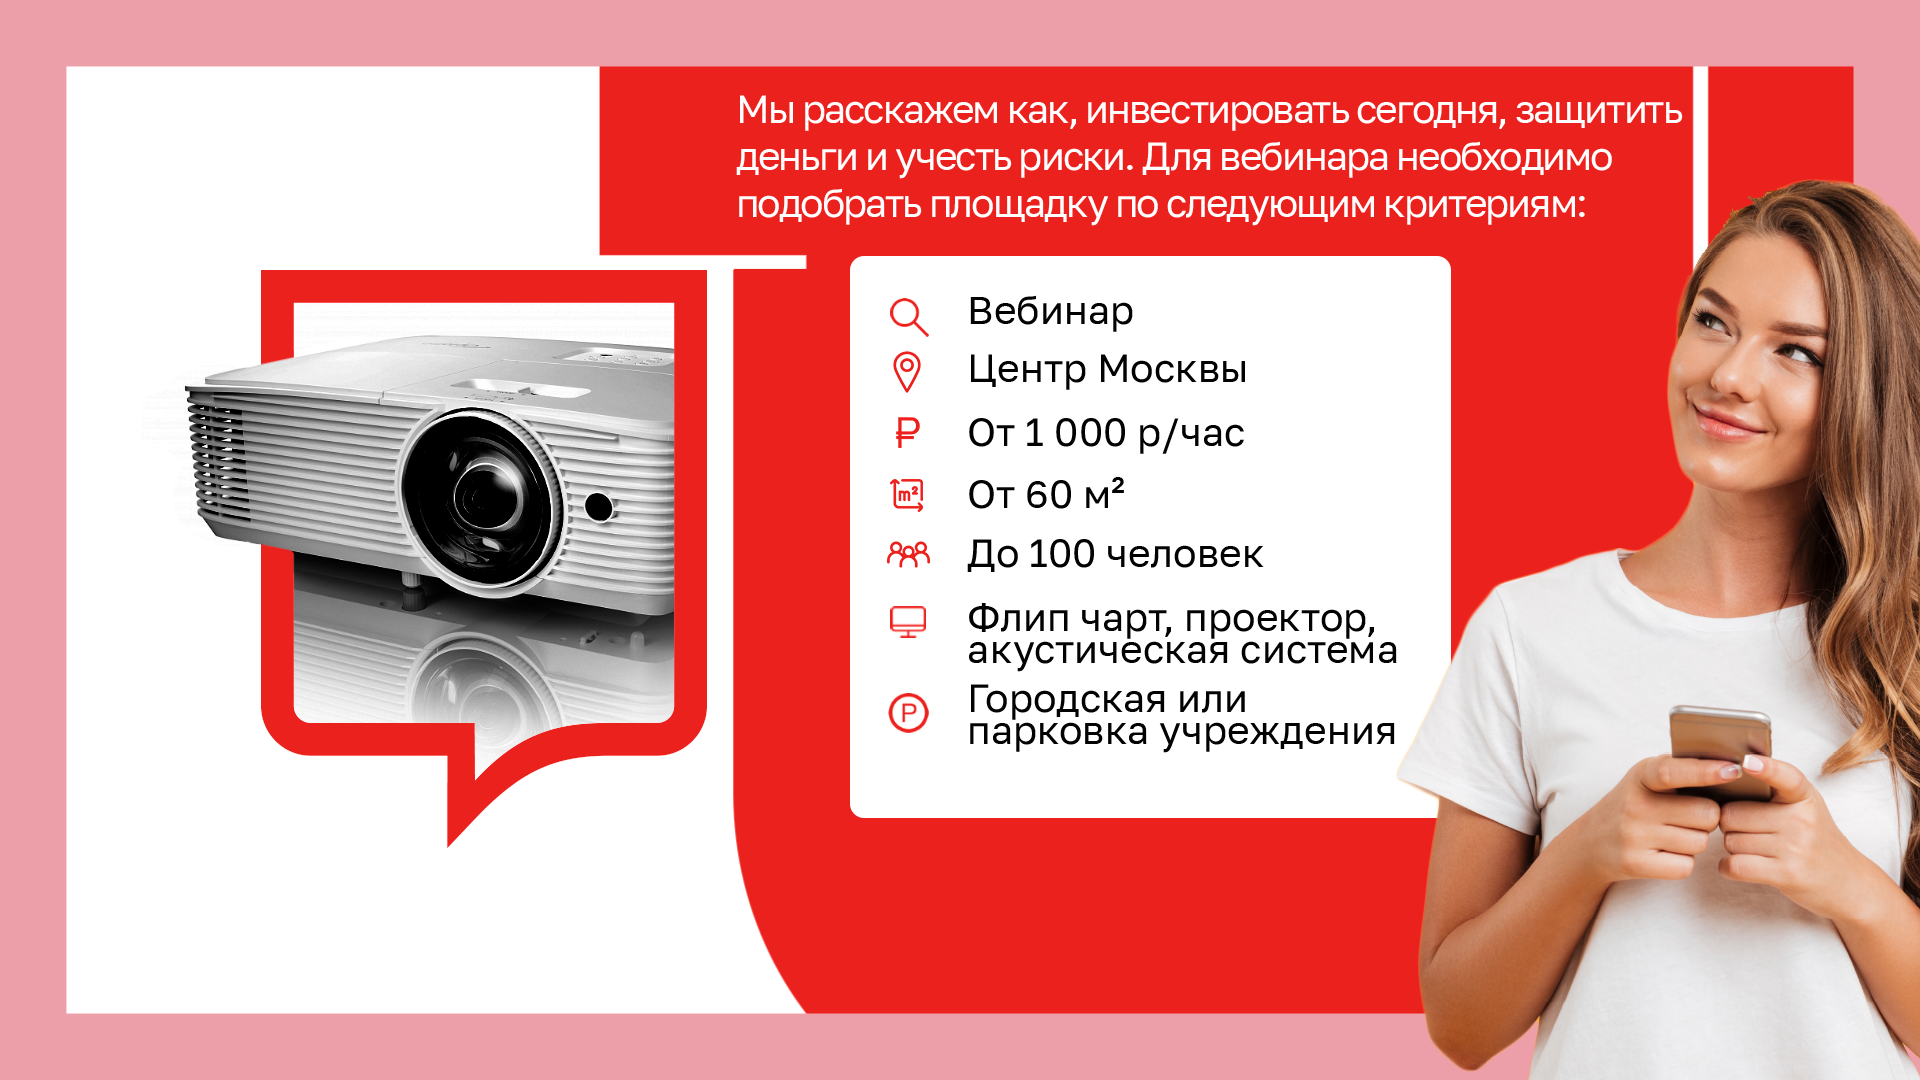 Мы расскажем как, инвестировать сегодня, защитить
деньги и учесть риски. Для вебинара необходимо
подобрать площадку по следующим критериям:
Вебинар
Центр Москвы
₽
От 1 000 р/час
m²
От 60 м²
До 100 человек
Флип чарт, проектор,
акустическая система
P
Городская или
парковка учреждения